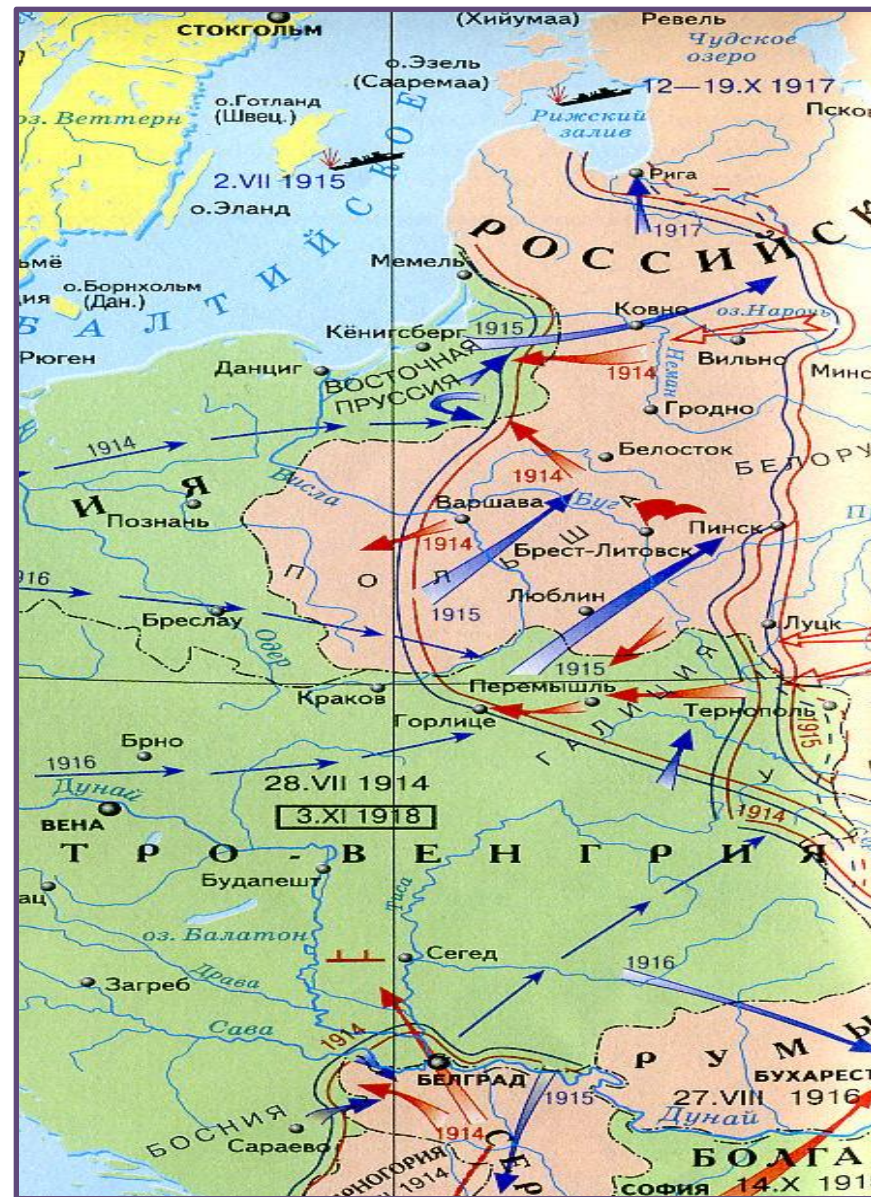 СТОКГОЛЬМ
(Хийумаа)
Ревель
Чудское
озеро
о.Эзель
(Сааремаа)
12—19.X 1917
о.Готланд
(Швец.)
оз. Веттерн
Рижский
залив
Рига
2.VII 1915
о.Эланд
1917
РОССИЙСК
БАЛТИЙСКОЕ
Мемель
о.Борнхольм
(Дан.)
Ковно
оз.Нарочь
Кёнигсберг
1915
Вильно
Рюген
Данциг
ВОСТОЧНАЯ
ПРУССИЯ
1914
Неман
Гродно
1914
Белосток
1914
Висла
ИЯ
Познань
Варшава
Буг
1914
Брест-Литовск
Пинск
ПОЛЬША
1916
Бреслау
Одер
1915
Люблин
Луцк
1915
Краков
Перемышль
ГАЛИЦИЯ
Тернополь
Горлице
1915
Брно
1916
28.VII 1914
3.XI 1918
Дунай
ВЕНА
1914
ТРО-ВЕНГРИЯ
Будапешт
Тиса
оз. Балатон
Сегед
Драва
Загреб
1916
Сава
1914
РУМЫ
БЕЛГРАД
БУХАРЕСТ
1915
27.VIII 1916
Дунай
БОСНИЯ
Сараево
1914
СЕР
БОЛГА
СОФИЯ